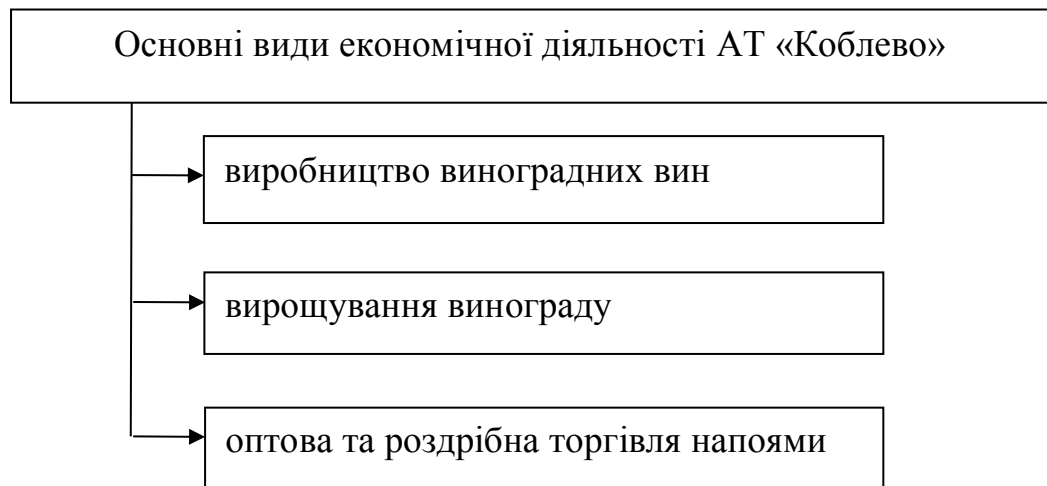 Основні види економічної діяльності АТ «Коблево»
виробництво виноградних вин
вирощування винограду
оптова та роздрібна торгівля напоями